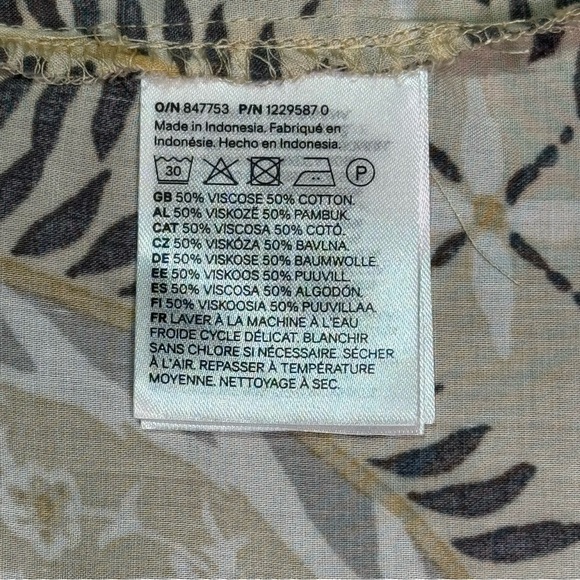 O/N 847753 P/N 1229587 0
Made in Indonesia. Fabriqué en
Indonésie. Hecho en Indonesia.
30 P
GB 50% VISCOSE 50% COTTON.
AL 50% VISKOZË 50% PAMBUK.
CAT 50% VISCOSA 50% COTÓ.
CZ 50% VISKÓZA 50% BAVLNA.
DE 50% VISKOSE 50% BAUMWOLLE.
EE 50% VISKOOS 50% PUUVILL.
ES 50% VISCOSA 50% ALGODÓN.
FI 50% VISKOOSIA 50% PUUVILLAA.
FR LAVER À LA MACHINE À L'EAU
FROIDE CYCLE DÉLICAT. BLANCHIR
SANS CHLORE SI NÉCESSAIRE. SÉCHER
À L'AIR. REPASSER À TEMPÉRATURE
MOYENNE. NETTOYAGE À SEC.